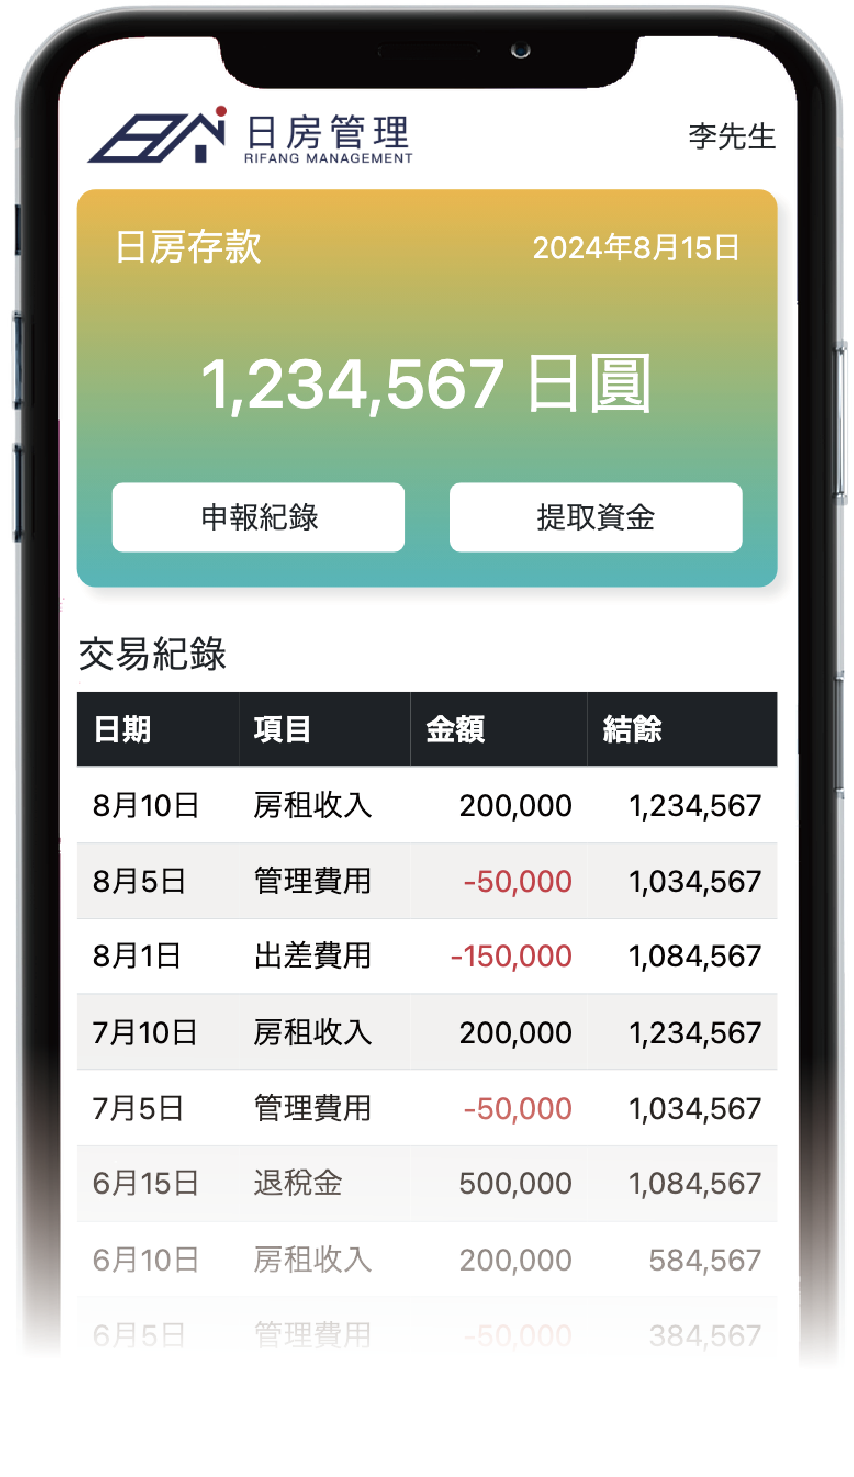 日房管理
RIFANG MANAGEMENT
李先生
日房存款 2024年8月15日
1,234,567 日圓
申報紀錄 提取資金
交易紀錄
日期 項目 金額 結餘
8月10日 房租收入 200,000 1,234,567
8月5日 管理費用 -50,000 1,034,567
8月1日 出差費用 -150,000 1,084,567
7月10日 房租收入 200,000 1,234,567
7月5日 管理費用 -50,000 1,034,567
6月15日 退稅金 500,000 1,084,567
6月10日 房租收入 200,000 584,567
6月5日 管理費用 -50,000 384,567